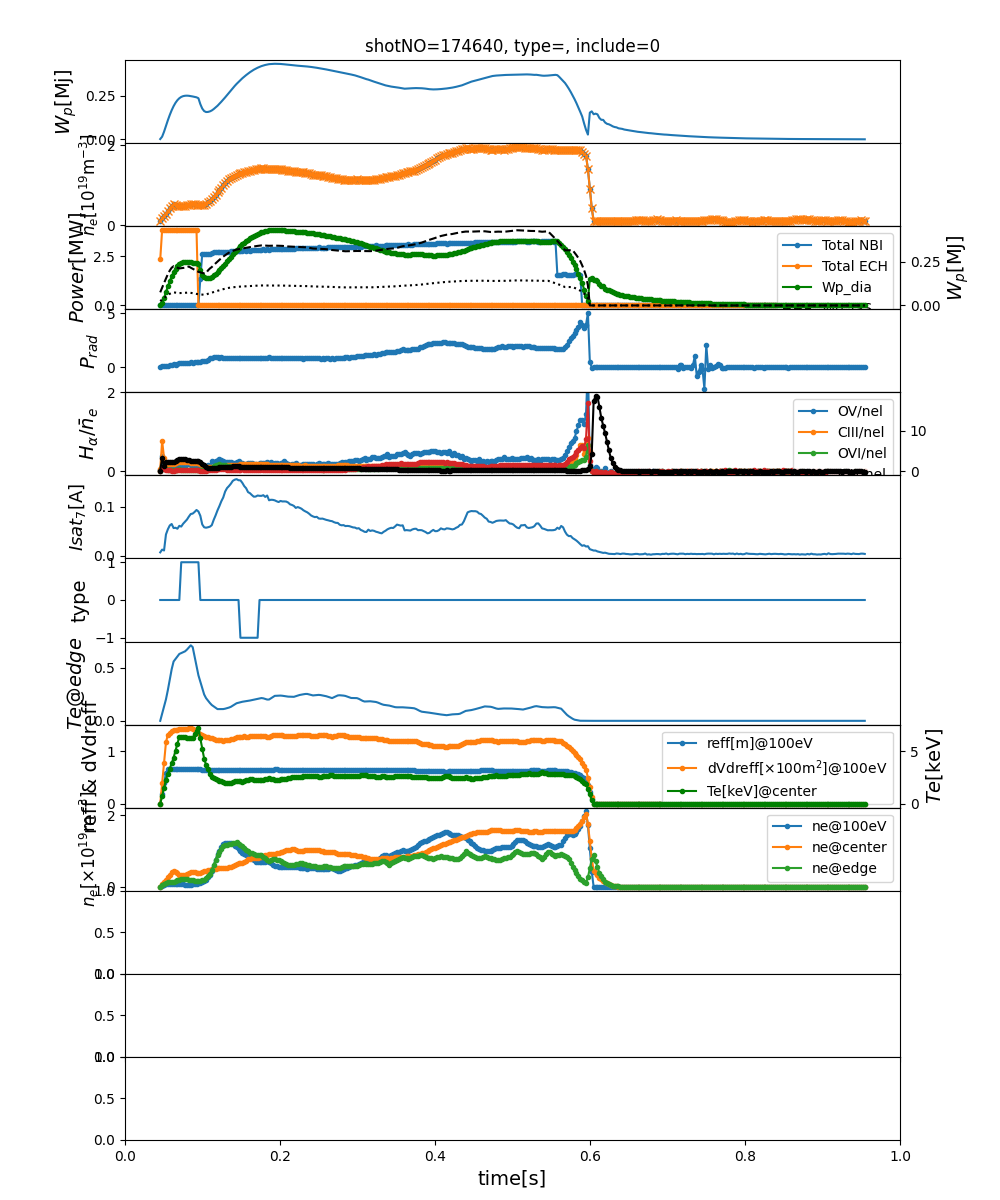 shotNO=174640, type=, include=0
W_p[Mj]
0.25
0.00
n_e[10^{19}m^{-3}]
2
0
Power[MW]
2.5
0.0
Total NBI
Total ECH
Wp_dia
0.25
0.00
W_p[MJ]
P_{rad}
5
0
H_α/n̄_e
2
0
OV/nel
CIII/nel
OVI/nel
10
0
Isat_7[A]
0.1
0.0
type
1
0
−1
Te@edge
0.5
0.0
reff & dVdreff
1
0
reff[m]@100eV
dVdreff[×100m^2]@100eV
Te[keV]@center
5
0
Te[keV]
n_e[×10^{19}m^{-3}]
2
0
ne@100eV
ne@center
ne@edge
1.0
0.5
0.0
1.0
0.5
0.0
1.0
0.5
0.0
0.0
0.2
0.4
0.6
0.8
1.0
time[s]